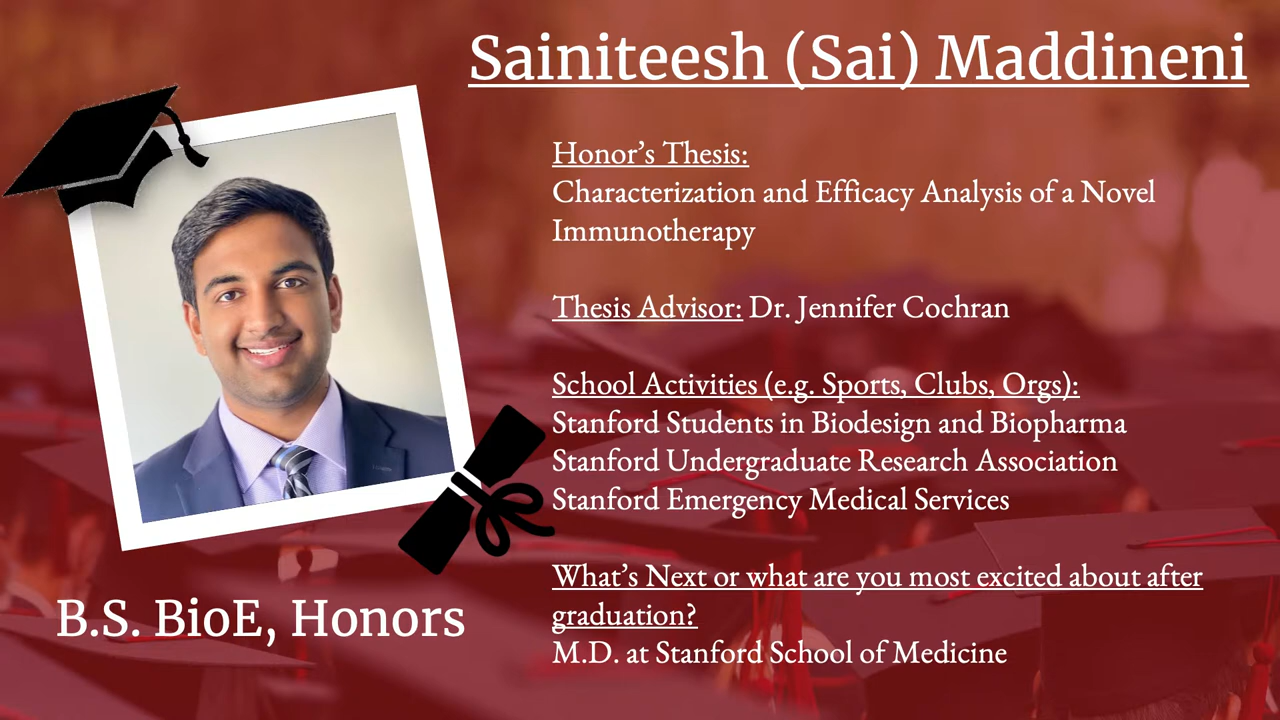 Sainiteesh (Sai) Maddineni
Honor’s Thesis:
Characterization and Efficacy Analysis of a Novel
Immunotherapy
Thesis Advisor: Dr. Jennifer Cochran
School Activities (e.g. Sports, Clubs, Orgs):
Stanford Students in Biodesign and Biopharma
Stanford Undergraduate Research Association
Stanford Emergency Medical Services
What’s Next or what are you most excited about after
graduation?
M.D. at Stanford School of Medicine
B.S. BioE, Honors